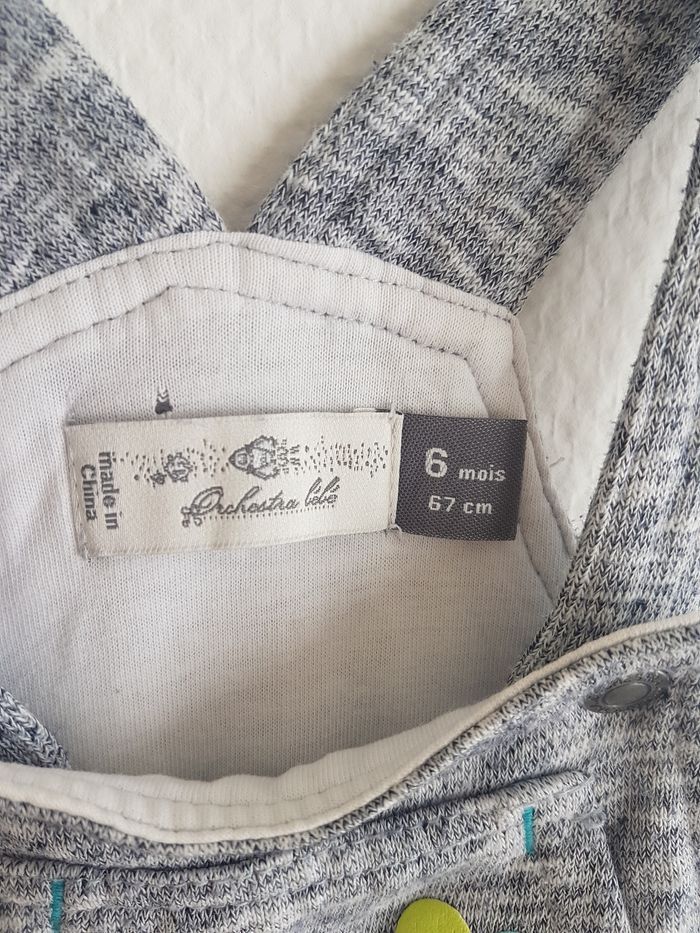 made in
China
Orchestra bébé
6 mois
67 cm